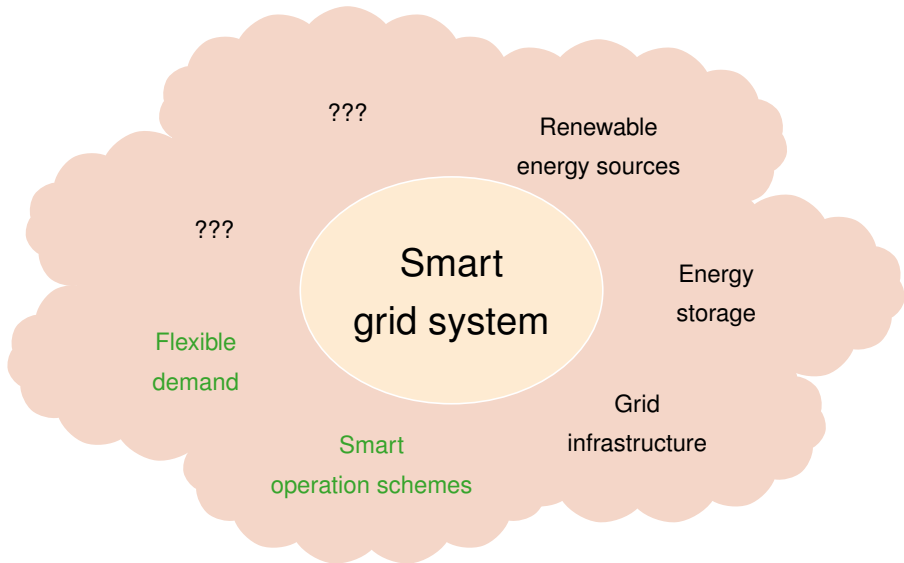 ???
Renewable
energy sources
???
Smart
grid system
Energy
storage
Flexible
demand
Grid
infrastructure
Smart
operation schemes